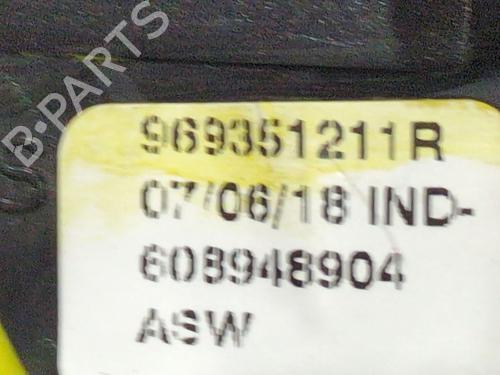 B-PARTS
969351211R
07/06/18 IND-
608948904
ASW